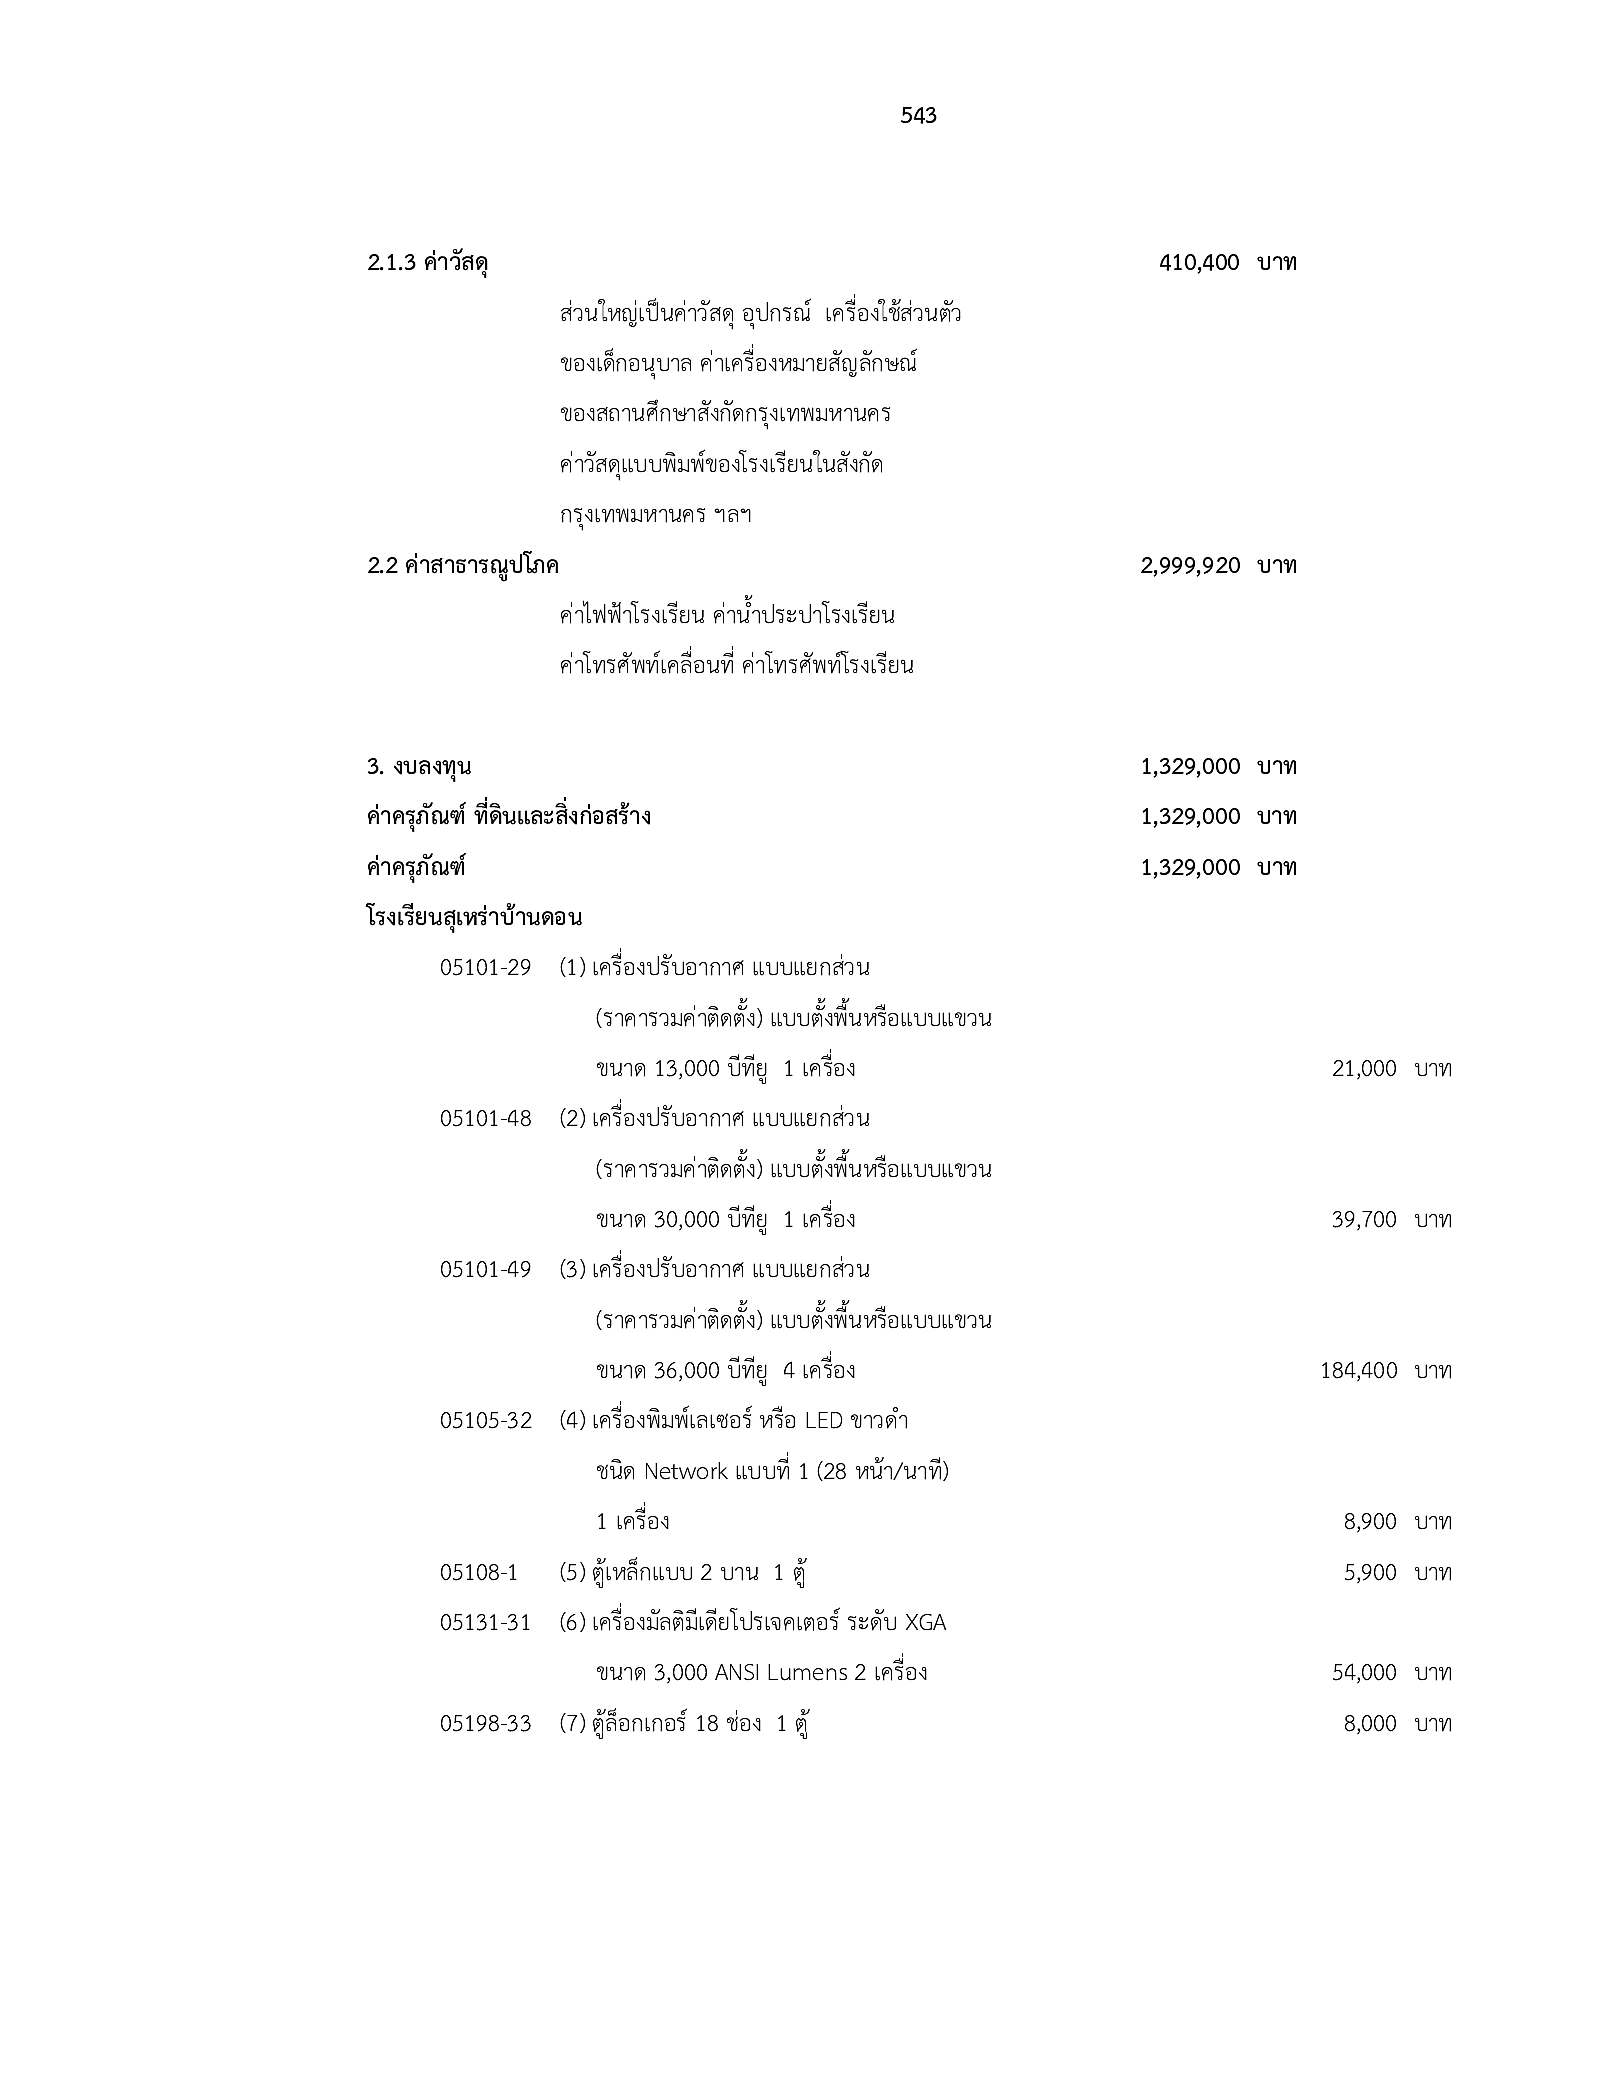 543
2.1.3 ค่าวัสดุ 410,400 บาท
ส่วนใหญ่เป็นค่าวัสดุ อุปกรณ์ เครื่องใช้ส่วนตัว
ของเด็กอนุบาล ค่าเครื่องหมายสัญลักษณ์
ของสถานศึกษาสังกัดกรุงเทพมหานคร
ค่าวัสดุแบบพิมพ์ของโรงเรียนในสังกัด
กรุงเทพมหานคร ฯลฯ
2.2 ค่าสาธารณูปโภค 2,999,920 บาท
ค่าไฟฟ้าโรงเรียน ค่าน้ำประปาโรงเรียน
ค่าโทรศัพท์เคลื่อนที่ ค่าโทรศัพท์โรงเรียน
3. งบลงทุน 1,329,000 บาท
ค่าครุภัณฑ์ ที่ดินและสิ่งก่อสร้าง 1,329,000 บาท
ค่าครุภัณฑ์ 1,329,000 บาท
โรงเรียนสุเหร่าบ้านดอน
05101-29 (1) เครื่องปรับอากาศ แบบแยกส่วน
(ราคารวมค่าติดตั้ง) แบบตั้งพื้นหรือแบบแขวน
ขนาด 13,000 บีทียู 1 เครื่อง 21,000 บาท
05101-48 (2) เครื่องปรับอากาศ แบบแยกส่วน
(ราคารวมค่าติดตั้ง) แบบตั้งพื้นหรือแบบแขวน
ขนาด 30,000 บีทียู 1 เครื่อง 39,700 บาท
05101-49 (3) เครื่องปรับอากาศ แบบแยกส่วน
(ราคารวมค่าติดตั้ง) แบบตั้งพื้นหรือแบบแขวน
ขนาด 36,000 บีทียู 4 เครื่อง 184,400 บาท
05105-32 (4) เครื่องพิมพ์เลเซอร์ หรือ LED ขาวดำ
ชนิด Network แบบที่ 1 (28 หน้า/นาที)
1 เครื่อง 8,900 บาท
05108-1 (5) ตู้เหล็กแบบ 2 บาน 1 ตู้ 5,900 บาท
05131-31 (6) เครื่องมัลติมีเดียโปรเจคเตอร์ ระดับ XGA
ขนาด 3,000 ANSI Lumens 2 เครื่อง 54,000 บาท
05198-33 (7) ตู้ล็อกเกอร์ 18 ช่อง 1 ตู้ 8,000 บาท